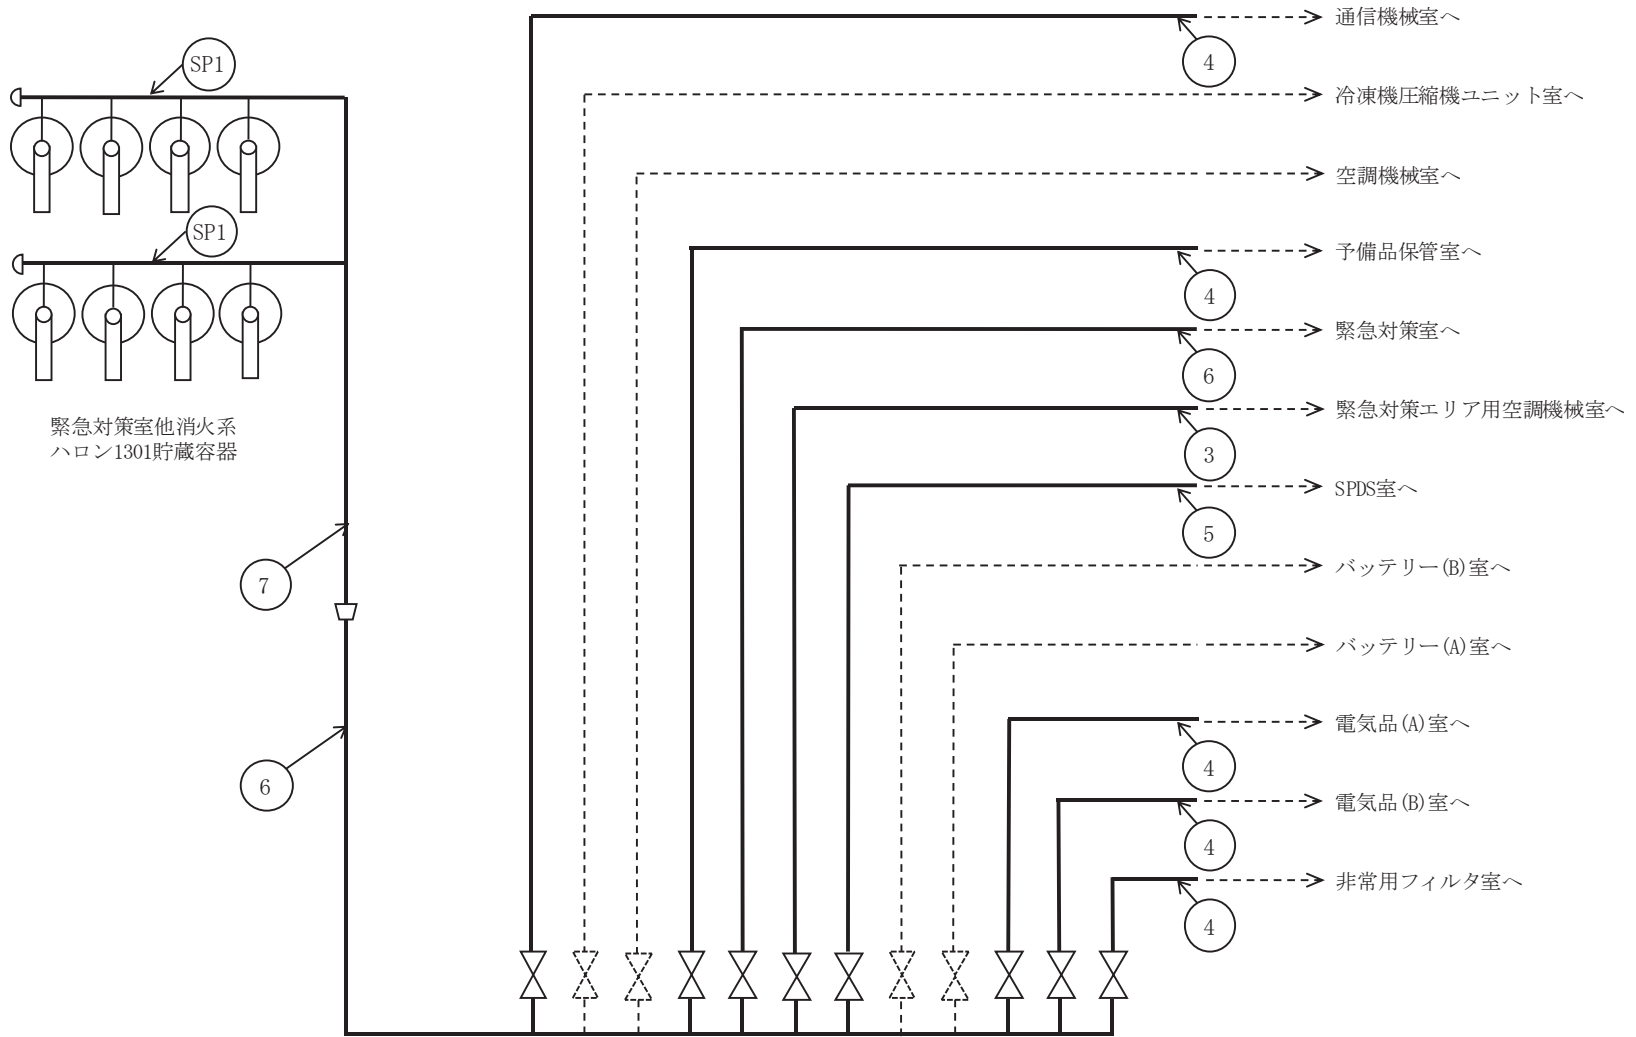 通信機械室へ
SP1
4
冷凍機圧縮機ユニット室へ
空調機械室へ
SP1
予備品保管室へ
4
緊急対策室へ
6
緊急対策エリア用空調機械室へ
緊急対策室他消火系
ハロン1301貯蔵容器
3
SPDS室へ
5
バッテリー(B)室へ
7
バッテリー(A)室へ
電気品(A)室へ
4
6
電気品(B)室へ
4
非常用フィルタ室へ
4